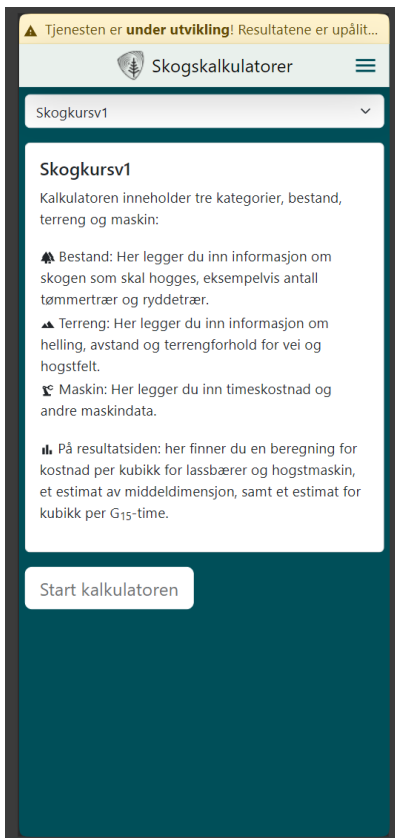 Tjenesten er under utvikling! Resultatene er upålit...
Skogskalkulatorer
Skogkursv1
Skogkursv1
Kalkulatoren inneholder tre kategorier, bestand,
terreng og maskin:
Bestand: Her legger du inn informasjon om
skogen som skal hogges, eksempelvis antall
tømmertrær og ryddetrær.
Terreng: Her legger du inn informasjon om
helling, avstand og terrengforhold for vei og
hogstfelt.
Maskin: Her legger du inn timeskostnad og
andre maskindata.
På resultatsiden: her finner du en beregning for
kostnad per kubikk for lassbærer og hogstmaskin,
et estimat av middeldimensjon, samt et estimat for
kubikk per G₁₅-time.
Start kalkulatoren